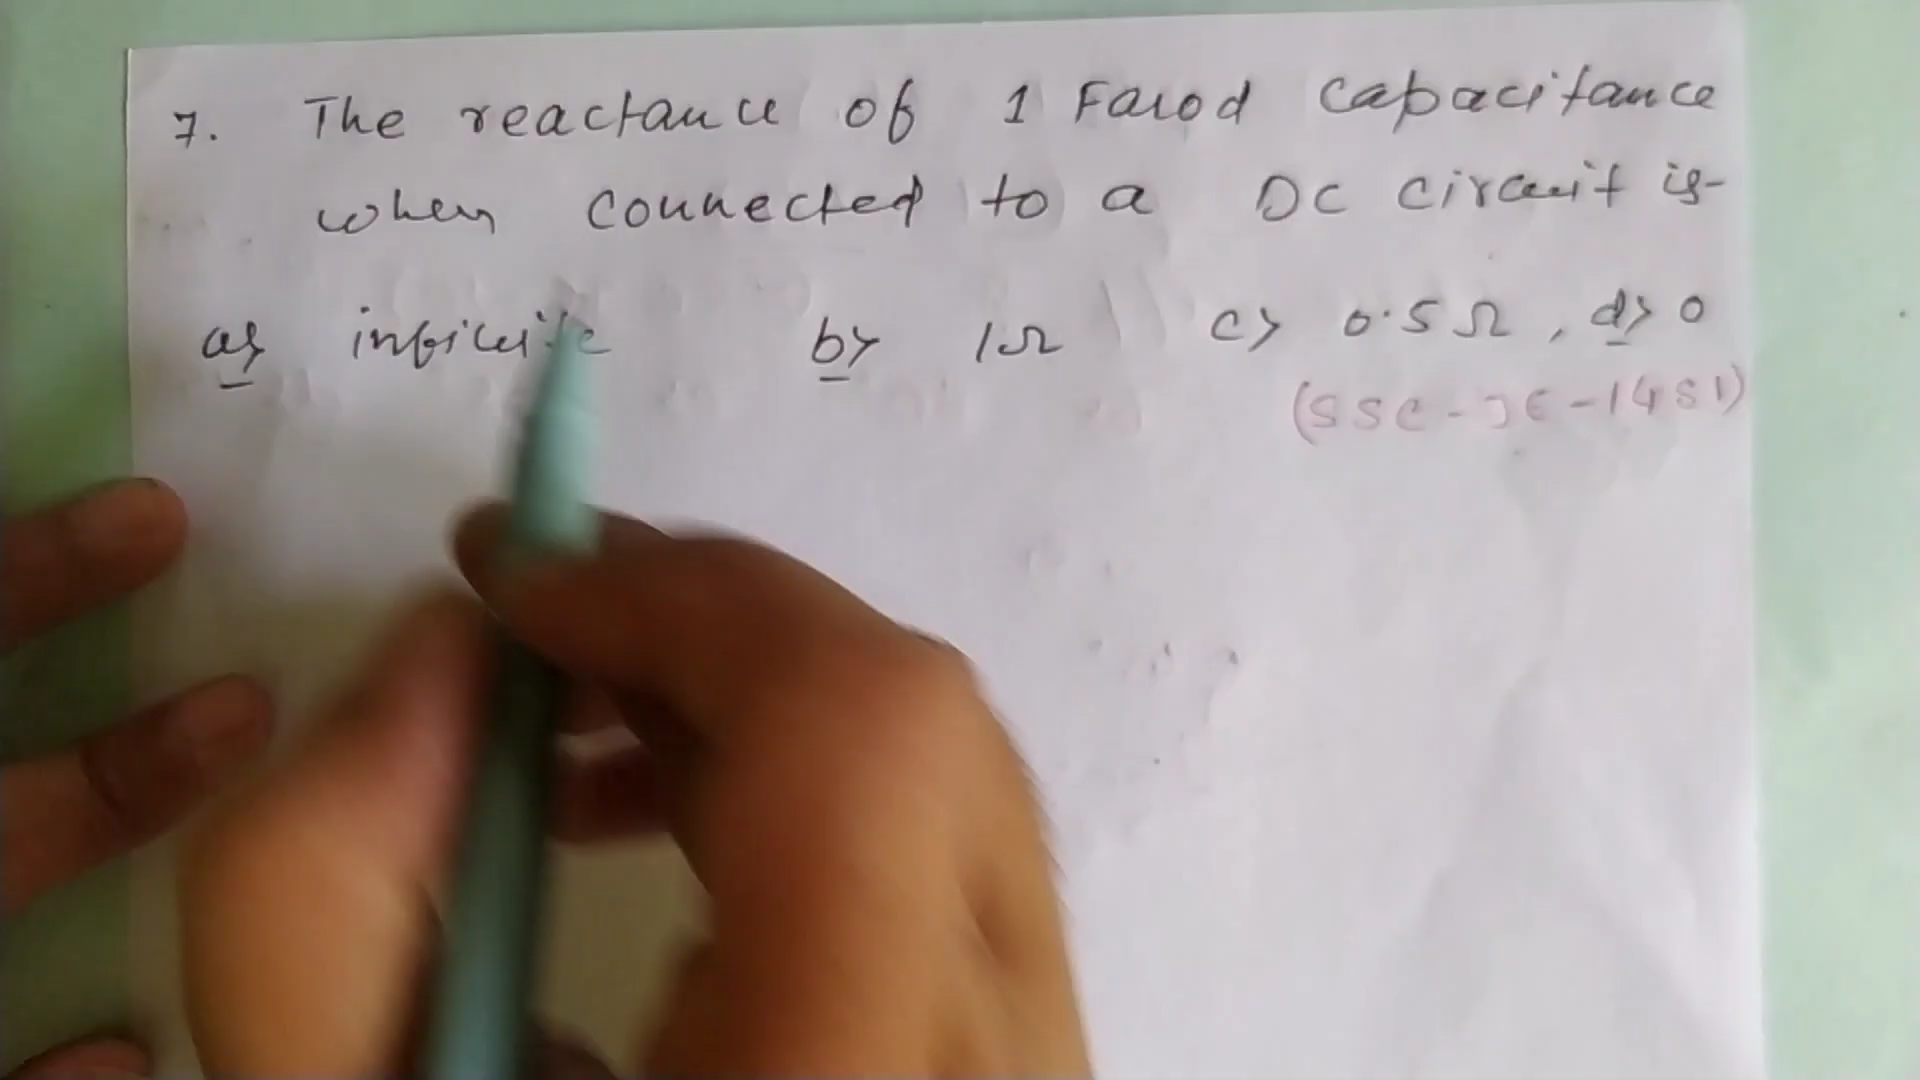 7. The reactance of 1 Farad capacitance
when connected to a DC circuit is-
a) infinite b) 1Ω c) 0.5Ω, d) 0
(SSC-JE-14S1)